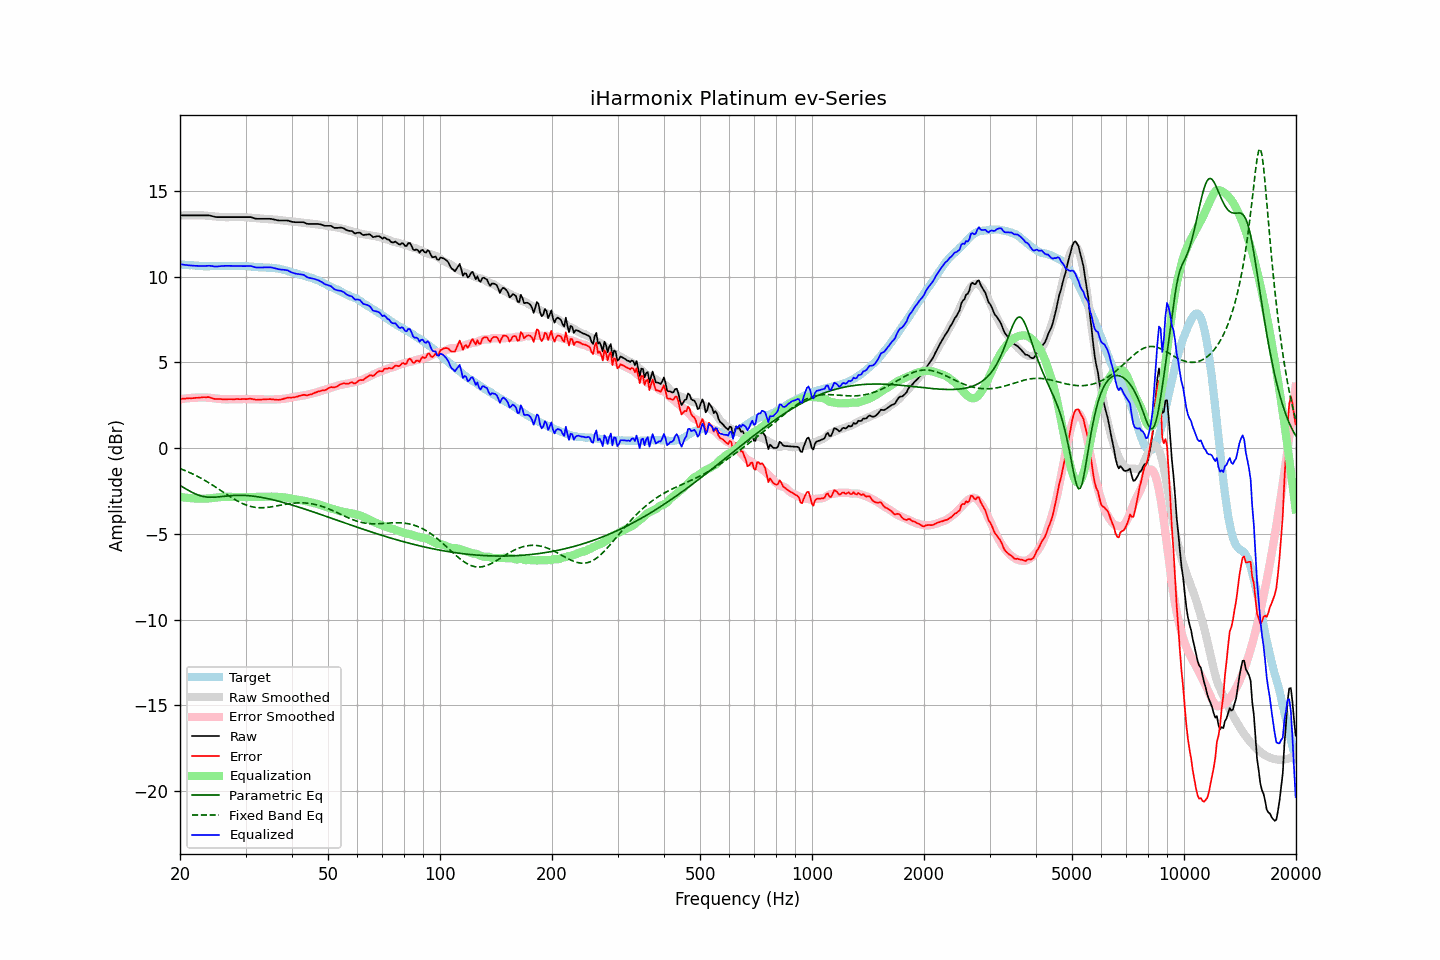 iHarmonix Platinum ev-Series
Amplitude (dBr)
15
10
5
0
−5
−10
−15
−20
Target
Raw Smoothed
Error Smoothed
Raw
Error
Equalization
Parametric Eq
Fixed Band Eq
Equalized
20 50 100 200 500 1000 2000 5000 10000 20000
Frequency (Hz)